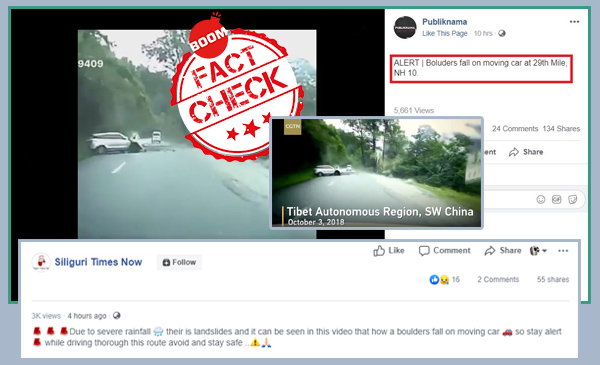 9409
BOOM
FACT
CHECK
Publiknama
Like This Page · 10 hrs ·
ALERT | Boluders fall on moving car at 29th Mile,
NH 10.
5,661 Views
24 Comments 134 Shares
ent Share
GIF
CGTN
Tibet Autonomous Region, SW China
October 3, 2018
Siliguri Times Now
Follow
Like Comment Share
16 2 Comments 55 shares
3K views · 4 hours ago ·
Due to severe rainfall 🌧 their is landslides and it can be seen in this video that how a boulders fall on moving car 🚗 so stay alert
while driving thorough this route avoid and stay safe ..⚠🙏